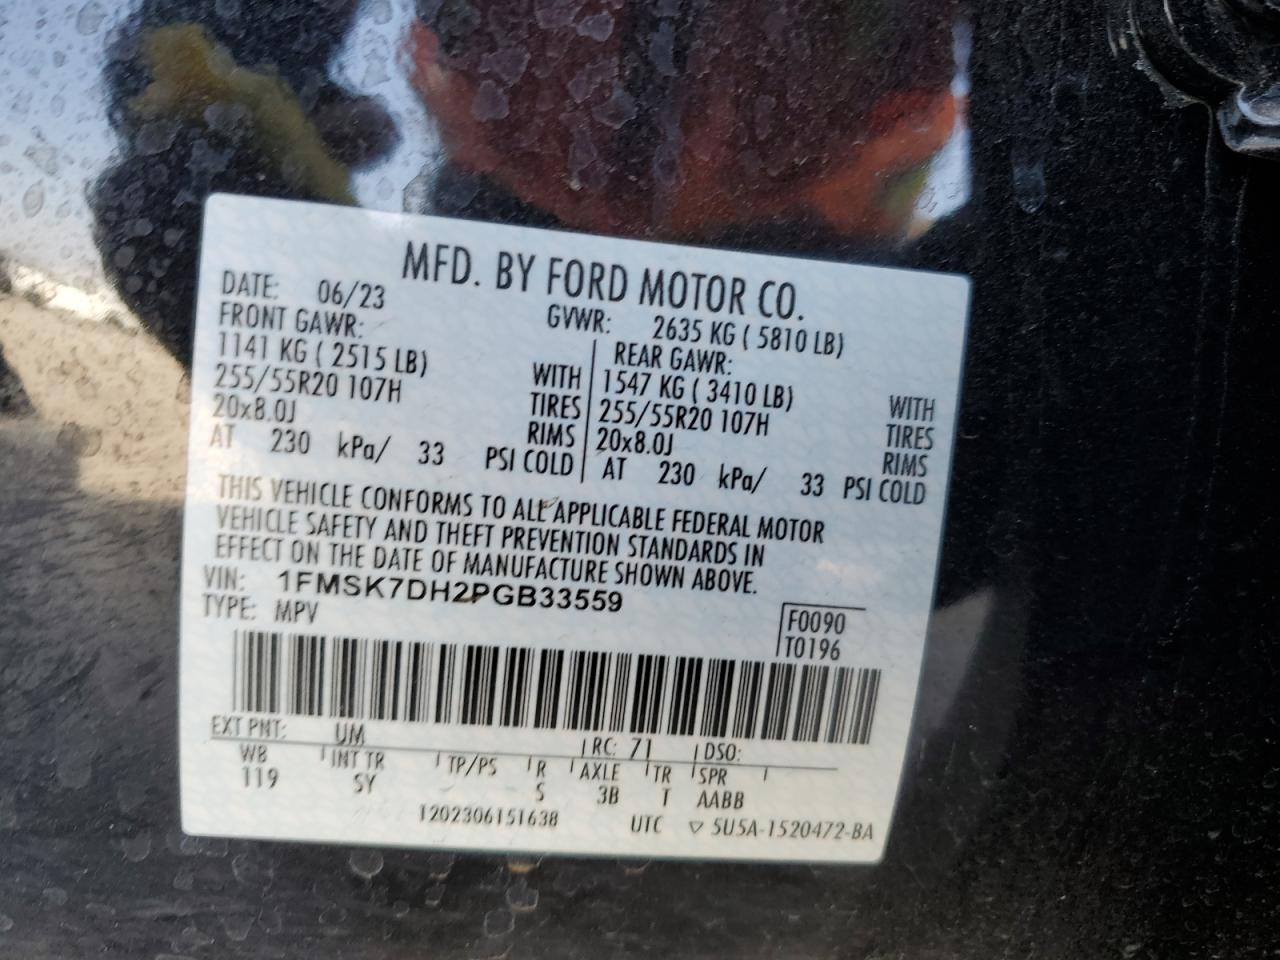 MFD. BY FORD MOTOR CO.
DATE: 06/23
GVWR: 2635 KG ( 5810 LB)
FRONT GAWR:
1141 KG ( 2515 LB) WITH
255/55R20 107H TIRES
20x8.0J RIMS
AT 230 kPa/ 33 PSI COLD
REAR GAWR:
1547 KG ( 3410 LB) WITH
255/55R20 107H TIRES
20x8.0J RIMS
AT 230 kPa/ 33 PSI COLD
THIS VEHICLE CONFORMS TO ALL APPLICABLE FEDERAL MOTOR
VEHICLE SAFETY AND THEFT PREVENTION STANDARDS IN
EFFECT ON THE DATE OF MANUFACTURE SHOWN ABOVE.
VIN: 1FMSK7DH2PGB33559
TYPE: MPV
F0090
T0196
EXT PNT: UM RC: 71 DSO:
WB INT TR TP/PS R AXLE TR SPR
119 SY S 3B T AABB
1202306151638
UTC ▽ 5U5A-1520472-BA